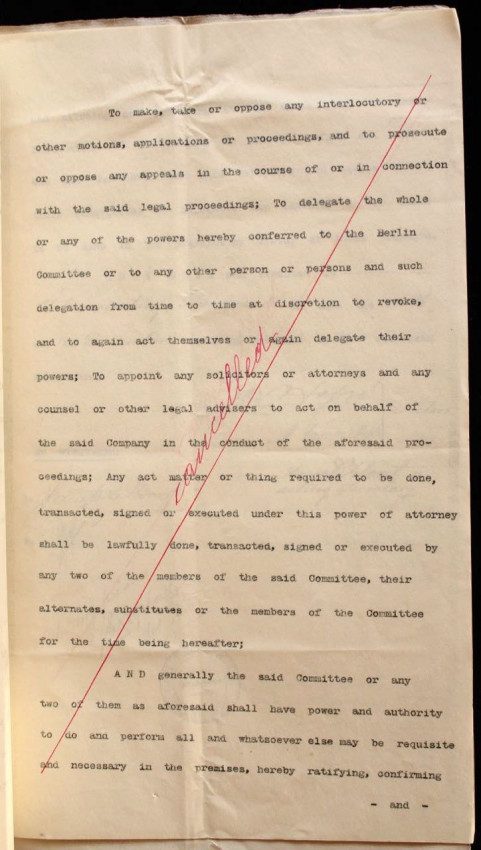 To make, take or oppose any interlocutory or
other motions, applications or proceedings, and to prosecute
or oppose any appeals in the course of or in connection
with the said legal proceedings; To delegate the whole
or any of the powers hereby conferred to the Berlin
Committee or to any other person or persons and such
delegation from time to time at discretion to revoke,
and to again act themselves or again delegate their
powers; To appoint any solicitors or attorneys and any
counsel or other legal advisers to act on behalf of
the said Company in the conduct of the aforesaid pro-
ceedings; Any act matter or thing required to be done,
transacted, signed or executed under this power of attorney
shall be lawfully done, transacted, signed or executed by
any two of the members of the said Committee, their
alternates, substitutes or the members of the Committee
for the time being hereafter;
A N D generally the said Committee or any
two of them as aforesaid shall have power and authority
to do and perform all and whatsoever else may be requisite
and necessary in the premises, hereby ratifying, confirming
- and -
cancelled